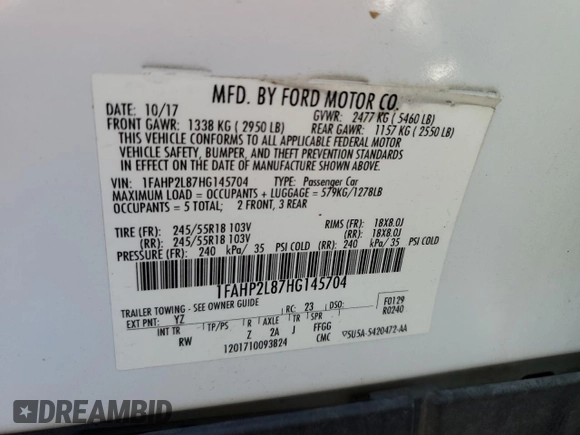 MFD. BY FORD MOTOR CO.
DATE: 10/17 GVWR: 2477 KG ( 5460 LB)
FRONT GAWR: 1338 KG ( 2950 LB) REAR GAWR: 1157 KG ( 2550 LB)
THIS VEHICLE CONFORMS TO ALL APPLICABLE FEDERAL MOTOR
VEHICLE SAFETY, BUMPER, AND THEFT PREVENTION STANDARDS
IN EFFECT ON THE DATE OF MANUFACTURE SHOWN ABOVE.
VIN: 1FAHP2L87HG145704 TYPE: Passenger Car
MAXIMUM LOAD = OCCUPANTS + LUGGAGE = 579KG/1278LB
OCCUPANTS = 5 TOTAL; 2 FRONT, 3 REAR
TIRE (FR): 245/55R18 103V RIMS (FR): 18X8.0J
(RR): 245/55R18 103V (RR): 18X8.0J
PRESSURE (FR): 240 kPa/ 35 PSI COLD (RR): 240 kPa/ 35 PSI COLD
1FAHP2L87HG145704
TRAILER TOWING - SEE OWNER GUIDE RC: 23 DSO: F0129
EXT PNT: YZ R0240
INT TR TP/PS R AXLE TR SPR
RW Z 2A J FFGG
1201710093824 CMC
SU5A-5420472-AA
DREAMBID